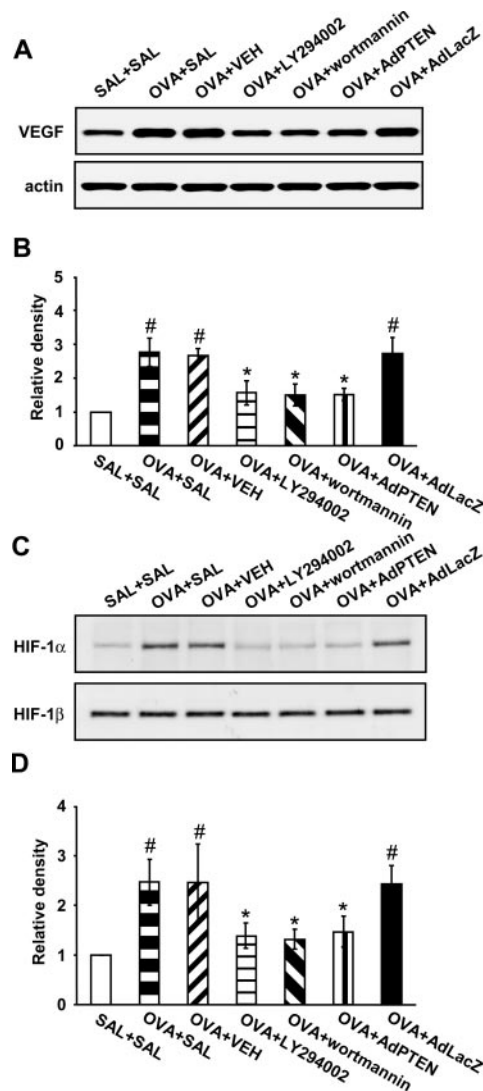 A
SAL+SAL
OVA+SAL
OVA+VEH
OVA+LY294002
OVA+wortmannin
OVA+AdPTEN
OVA+AdLacZ
VEGF
actin
B
Relative density
5
4
3
2
1
0
#
#
*
*
*
#
SAL+SAL
OVA+SAL
OVA+VEH
OVA+LY294002
OVA+wortmannin
OVA+AdPTEN
OVA+AdLacZ
C
SAL+SAL
OVA+SAL
OVA+VEH
OVA+LY294002
OVA+wortmannin
OVA+AdPTEN
OVA+AdLacZ
HIF-1α
HIF-1β
D
Relative density
4
3
2
1
0
#
#
*
*
*
#
SAL+SAL
OVA+SAL
OVA+VEH
OVA+LY294002
OVA+wortmannin
OVA+AdPTEN
OVA+AdLacZ